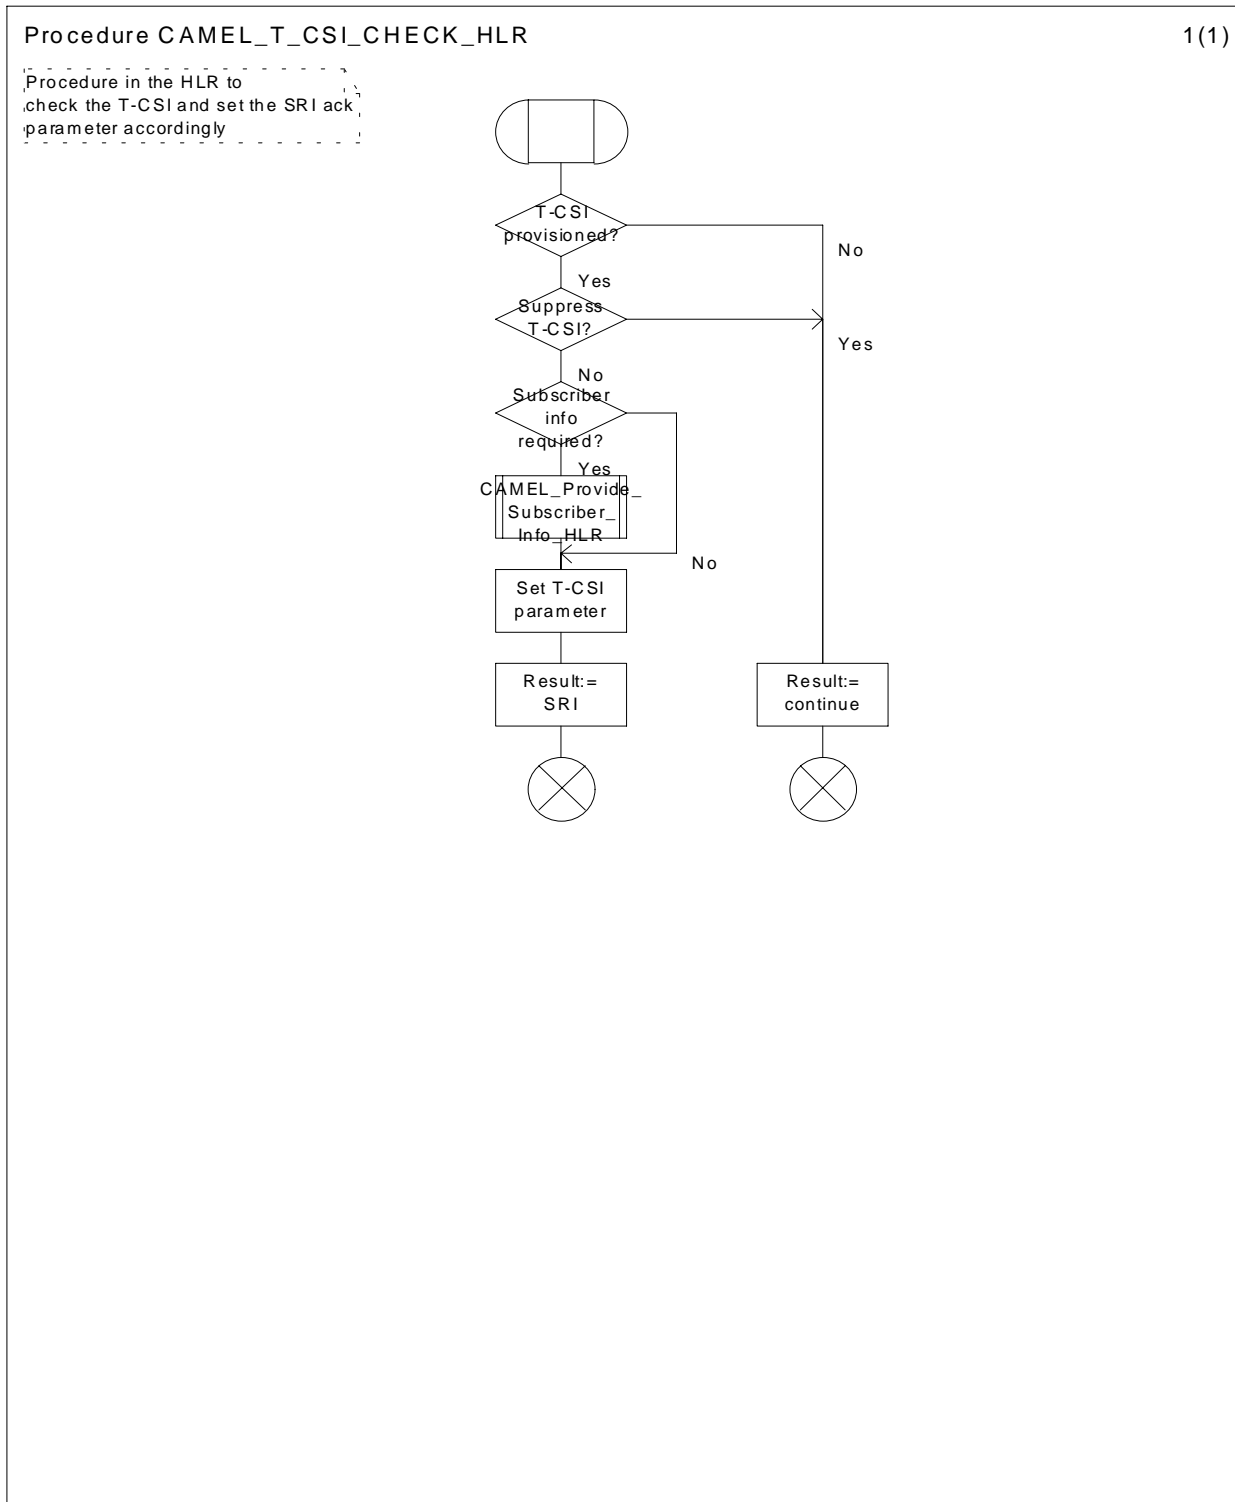 Procedure CAMEL_T_CSI_CHECK_HLR
1(1)
Procedure in the HLR to
check the T-CSI and set the SRI ack
parameter accordingly
T-CSI
provisioned?
No
Yes
Suppress
T-CSI?
Yes
No
Subscriber
info
required?
Yes
CAMEL_Provide_
Subscriber_
Info_HLR
No
Set T-CSI
parameter
Result:=
SRI
Result:=
continue